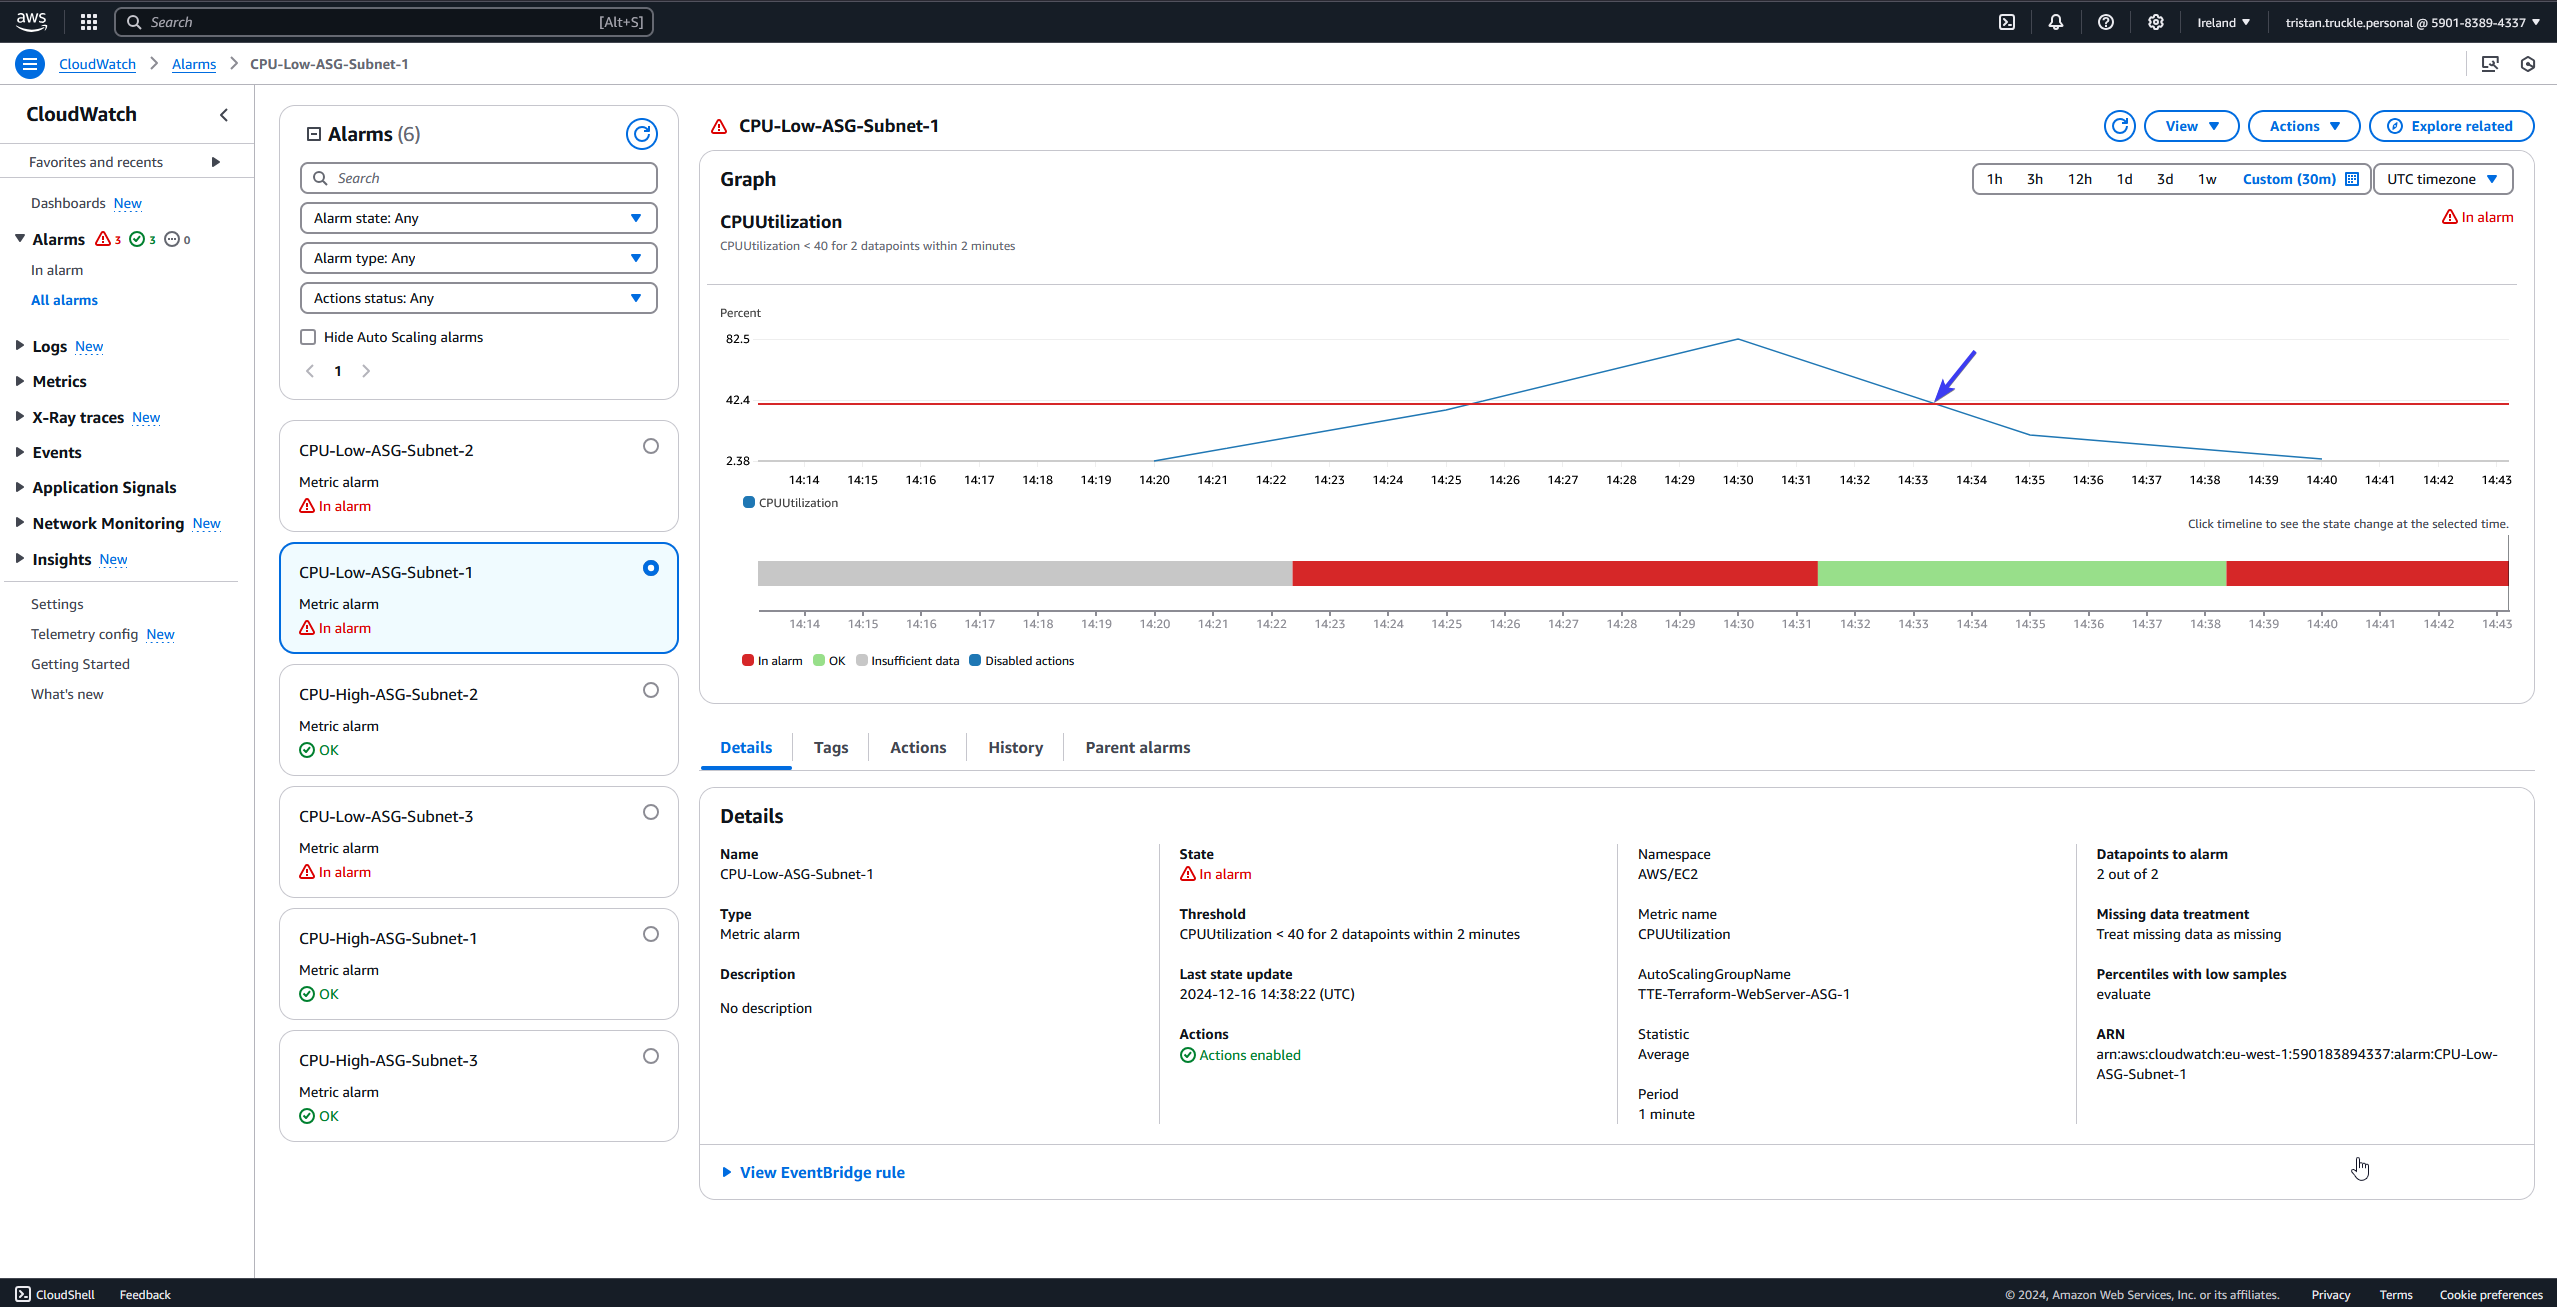 aws
Search [Alt+S]
Ireland
tristan.truckle.personal @ 5901-8389-4337
CloudWatch
Alarms
CPU-Low-ASG-Subnet-1
CloudWatch
Favorites and recents
Dashboards New
Alarms 3 3 0
In alarm
All alarms
Logs New
Metrics
X-Ray traces New
Events
Application Signals
Network Monitoring New
Insights New
Settings
Telemetry config New
Getting Started
What's new
Alarms (6)
Search
Alarm state: Any
Alarm type: Any
Actions status: Any
Hide Auto Scaling alarms
1
CPU-Low-ASG-Subnet-2
Metric alarm
In alarm
CPU-Low-ASG-Subnet-1
Metric alarm
In alarm
CPU-High-ASG-Subnet-2
Metric alarm
OK
CPU-Low-ASG-Subnet-3
Metric alarm
In alarm
CPU-High-ASG-Subnet-1
Metric alarm
OK
CPU-High-ASG-Subnet-3
Metric alarm
OK
CPU-Low-ASG-Subnet-1
View Actions Explore related
Graph
1h 3h 12h 1d 3d 1w Custom (30m) UTC timezone
CPUUtilization
In alarm
CPUUtilization < 40 for 2 datapoints within 2 minutes
Percent
82.5
42.4
2.38
14:14 14:15 14:16 14:17 14:18 14:19 14:20 14:21 14:22 14:23 14:24 14:25 14:26 14:27 14:28 14:29 14:30 14:31 14:32 14:33 14:34 14:35 14:36 14:37 14:38 14:39 14:40 14:41 14:42 14:43
CPUUtilization
Click timeline to see the state change at the selected time.
14:14 14:15 14:16 14:17 14:18 14:19 14:20 14:21 14:22 14:23 14:24 14:25 14:26 14:27 14:28 14:29 14:30 14:31 14:32 14:33 14:34 14:35 14:36 14:37 14:38 14:39 14:40 14:41 14:42 14:43
In alarm OK Insufficient data Disabled actions
Details Tags Actions History Parent alarms
Details
Name
CPU-Low-ASG-Subnet-1
Type
Metric alarm
Description
No description
State
In alarm
Threshold
CPUUtilization < 40 for 2 datapoints within 2 minutes
Last state update
2024-12-16 14:38:22 (UTC)
Actions
Actions enabled
Namespace
AWS/EC2
Metric name
CPUUtilization
AutoScalingGroupName
TTE-Terraform-WebServer-ASG-1
Statistic
Average
Period
1 minute
Datapoints to alarm
2 out of 2
Missing data treatment
Treat missing data as missing
Percentiles with low samples
evaluate
ARN
arn:aws:cloudwatch:eu-west-1:590183894337:alarm:CPU-Low-
ASG-Subnet-1
View EventBridge rule
CloudShell Feedback
© 2024, Amazon Web Services, Inc. or its affiliates. Privacy Terms Cookie preferences